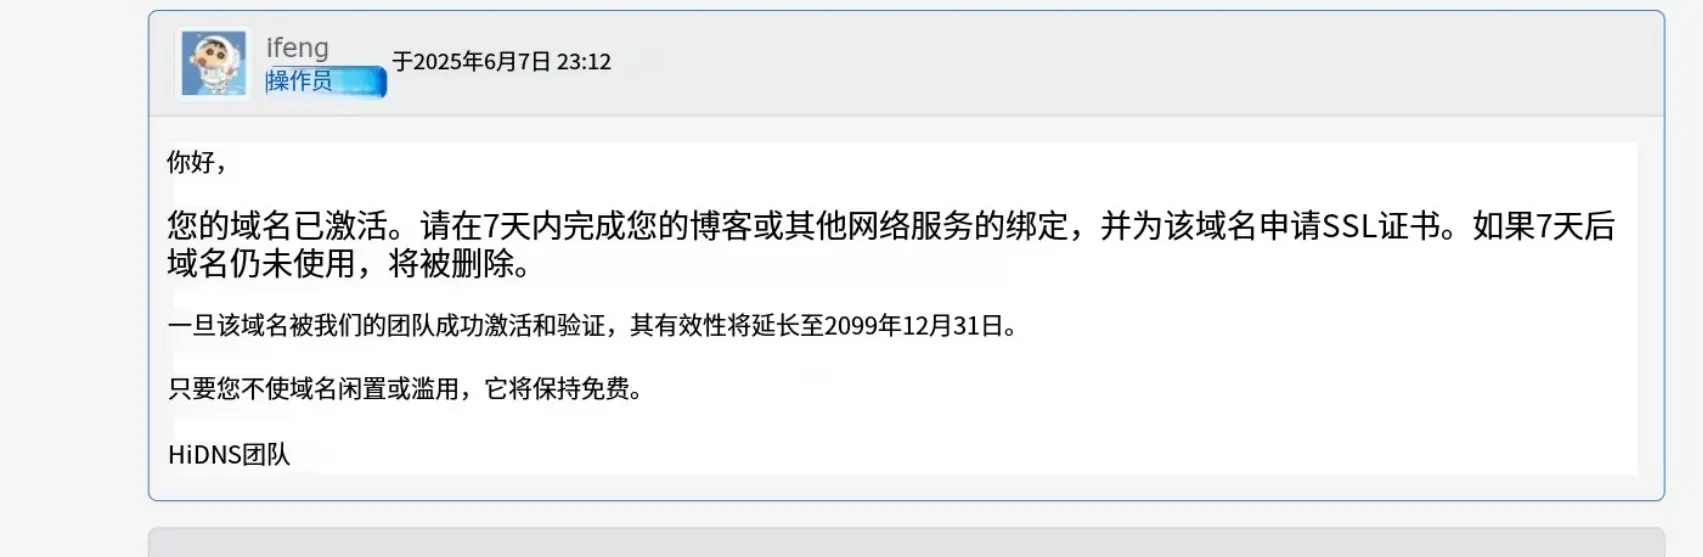 ifeng
操作员
于2025年6月7日 23:12
你好，
您的域名已激活。请在7天内完成您的博客或其他网络服务的绑定，并为该域名申请SSL证书。如果7天后
域名仍未使用，将被删除。
一旦该域名被我们的团队成功激活和验证，其有效性将延长至2099年12月31日。
只要您不使域名闲置或滥用，它将保持免费。
HiDNS团队